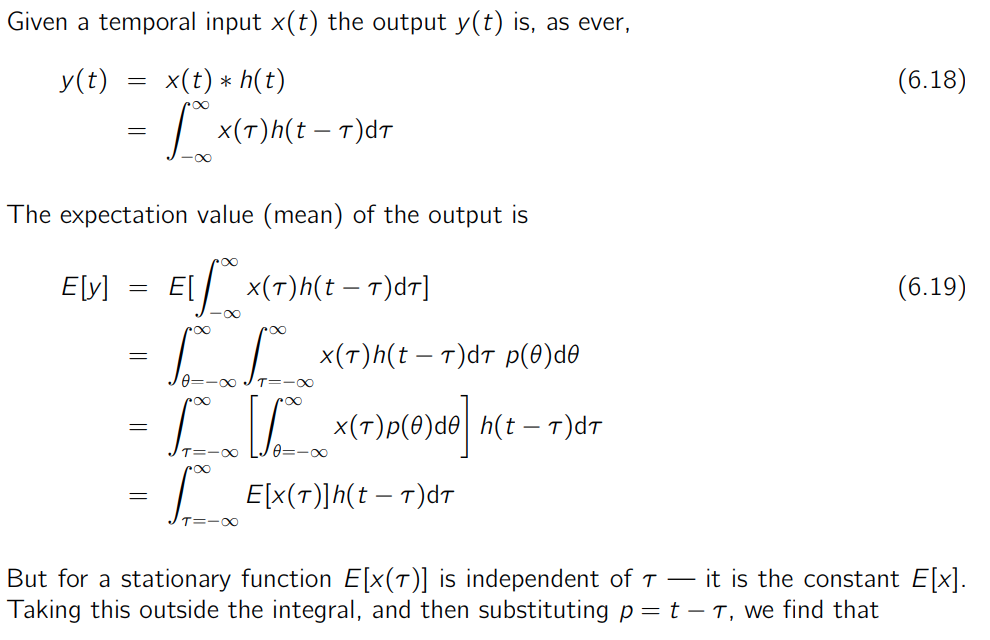 Given a temporal input x(t) the output y(t) is, as ever,
y(t) = x(t) ∗ h(t) (6.18)
= ∫_{−∞}^{∞} x(τ)h(t − τ)dτ
The expectation value (mean) of the output is
E[y] = E[∫_{−∞}^{∞} x(τ)h(t − τ)dτ] (6.19)
= ∫_{θ=−∞}^{∞} ∫_{τ=−∞}^{∞} x(τ)h(t − τ)dτ p(θ)dθ
= ∫_{τ=−∞}^{∞} [∫_{θ=−∞}^{∞} x(τ)p(θ)dθ] h(t − τ)dτ
= ∫_{τ=−∞}^{∞} E[x(τ)]h(t − τ)dτ
But for a stationary function E[x(τ)] is independent of τ — it is the constant E[x].
Taking this outside the integral, and then substituting p = t − τ, we find that